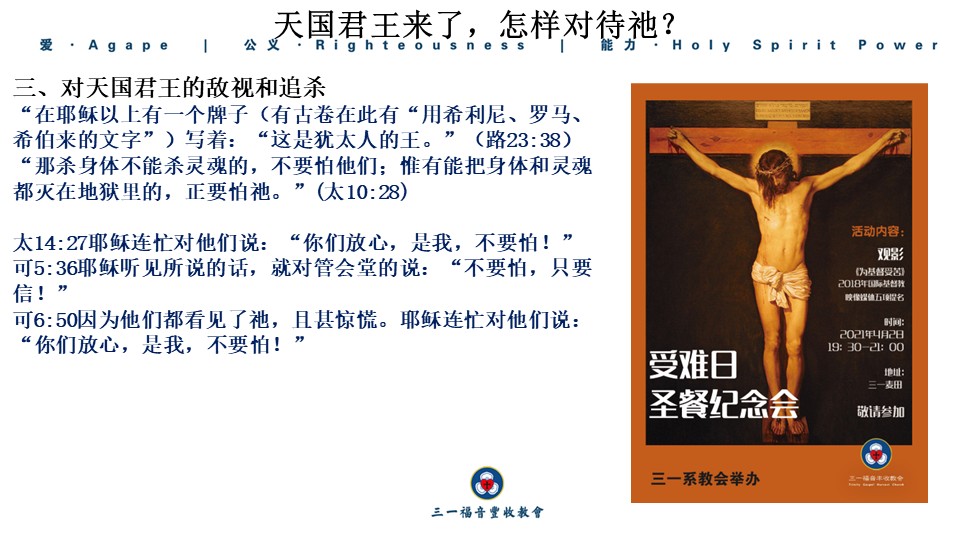 天国君王来了，怎样对待祂？
爱·Agape | 公义·Righteousness | 能力·Holy Spirit Power
三、对天国君王的敌视和追杀
“在耶稣以上有一个牌子（有古卷在此有“用希利尼、罗马、
希伯来的文字”）写着：“这是犹太人的王。”（路23:38）
“那杀身体不能杀灵魂的，不要怕他们；惟有能把身体和灵魂
都灭在地狱里的，正要怕祂。”(太10:28)
太14:27耶稣连忙对他们说：“你们放心，是我，不要怕！”
可5:36耶稣听见所说的话，就对管会堂的说：“不要怕，只要
信！”
可6:50因为他们都看见了祂，且甚惊慌。耶稣连忙对他们说：
“你们放心，是我，不要怕！”
活动内容：
观影
《为基督受苦》
2018年国际基督教
映像媒体五项提名
时间：
2021年4月2日
19：30—21：00
地址：
三一麦田
敬请参加
受难日
圣餐纪念会
三一系教会举办
三一福音丰收教會
三一福音豐收教會